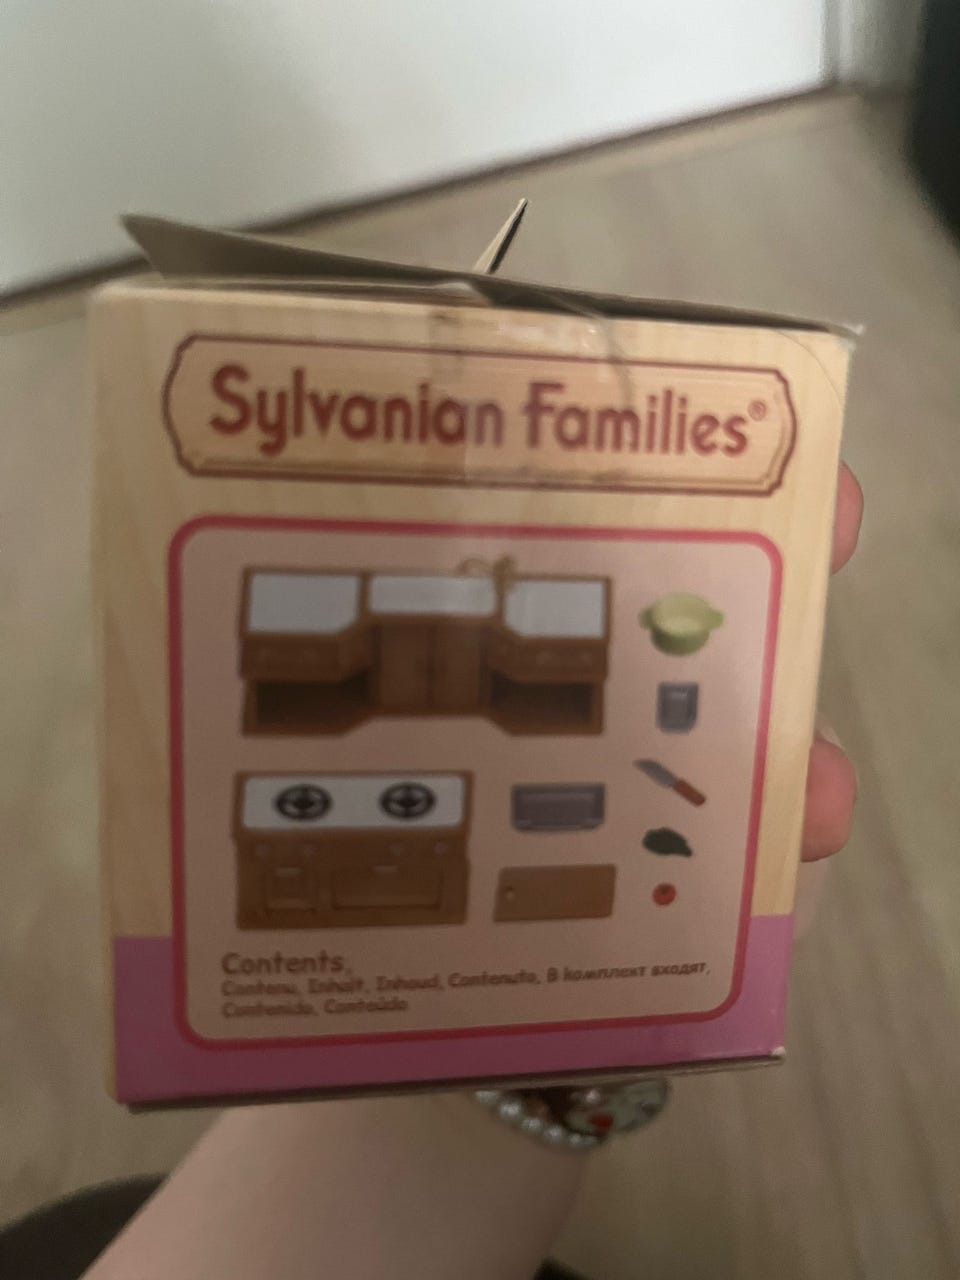 Sylvanian Families®
Contents,
Contenu, Inhalt, Inhoud, Contenuto, В комплект входят,
Contenido, Conteúdo